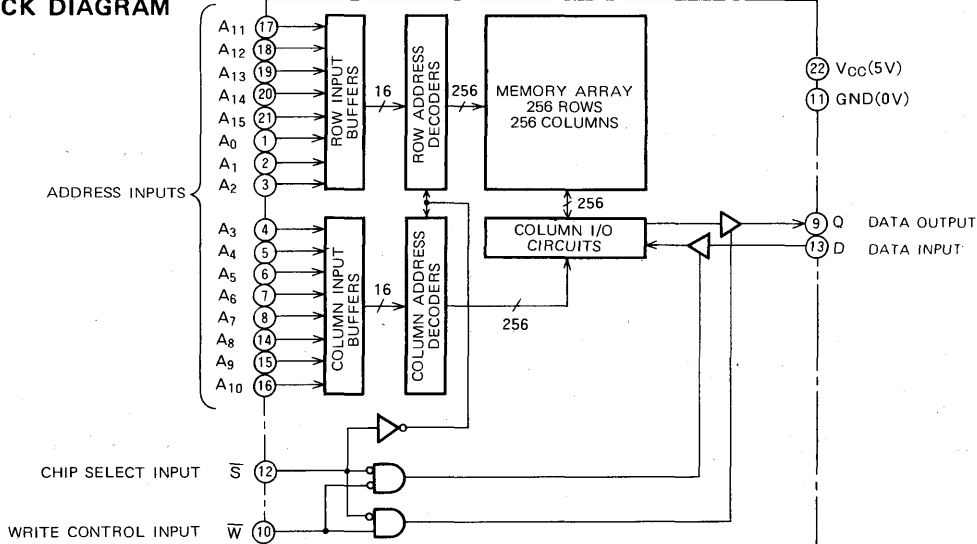 CK DIAGRAM
ADDRESS INPUTS
A11 17
A12 18
A13 19
A14 20
A15 21
A0 1
A1 2
A2 3
A3 4
A4 5
A5 6
A6 7
A7 8
A8 14
A9 15
A10 16
ROW INPUT
BUFFERS
16
ROW ADDRESS
DECODERS
256
MEMORY ARRAY
256 ROWS
256 COLUMNS
22 VCC(5V)
11 GND(0V)
256
COLUMN INPUT
BUFFERS
16
COLUMN ADDRESS
DECODERS
256
COLUMN I/O
CIRCUITS
9 Q DATA OUTPUT
13 D DATA INPUT
CHIP SELECT INPUT S̅ 12
WRITE CONTROL INPUT W̅ 10